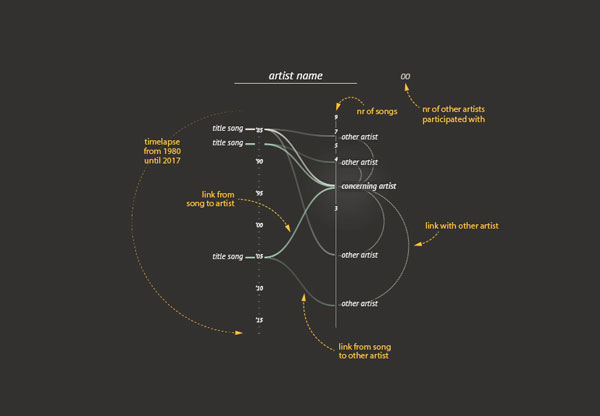 artist name
00
nr of songs
nr of other artists
participated with
9
title song
'85
7
other artist
title song
5
timelapse
from 1980
until 2017
'90
4
other artist
concerning artist
link from
song to artist
'95
3
'00
link with other artist
title song
'05
other artist
'10
other artist
'15
link from song
to other artist